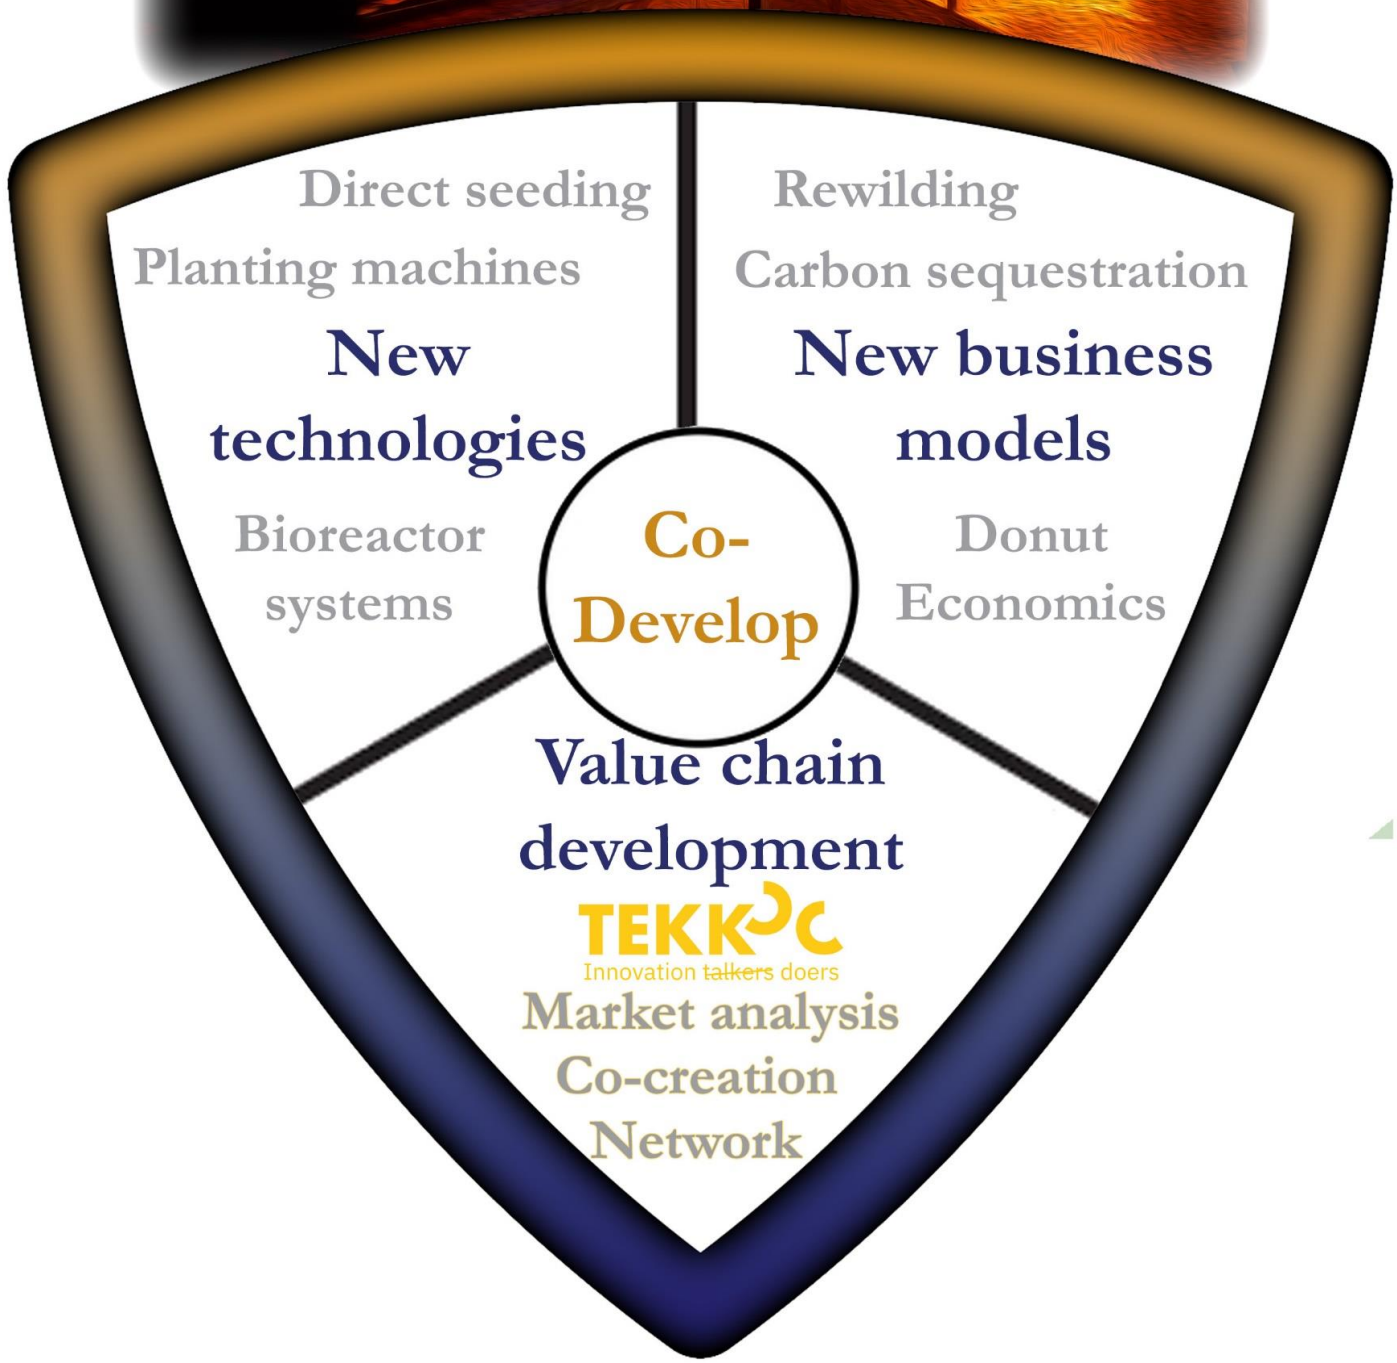 Direct seeding
Planting machines
New
technologies
Bioreactor
systems
Rewilding
Carbon sequestration
New business
models
Donut
Economics
Co-
Develop
Value chain
development
TEKKOC
Innovation talkers doers
Market analysis
Co-creation
Network